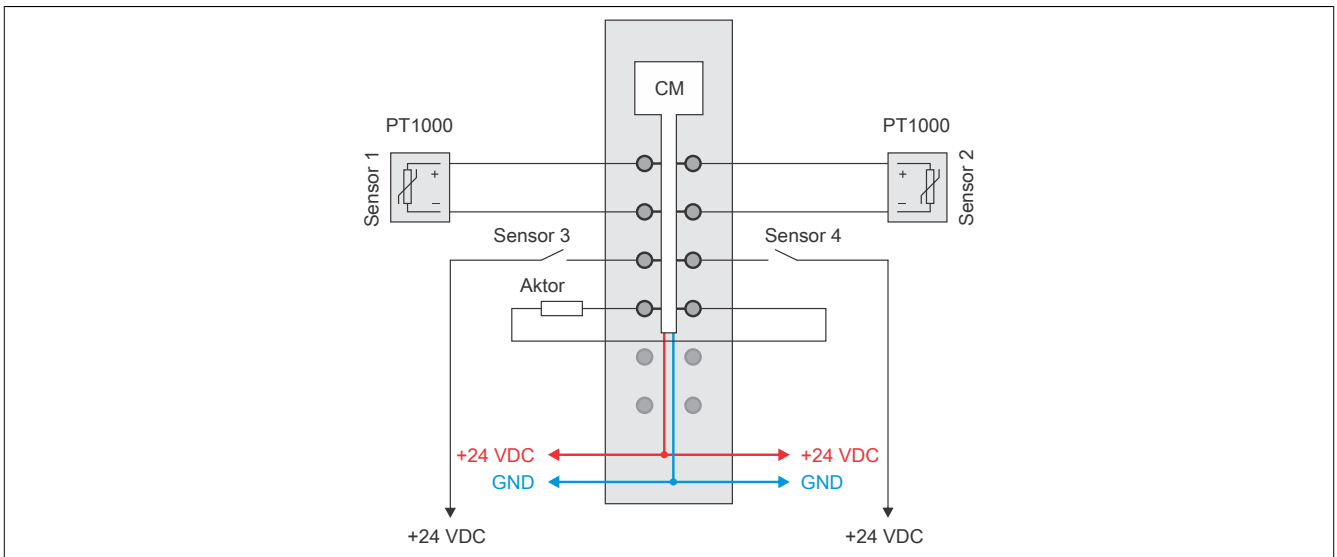 CM
PT1000
PT1000
Sensor 1
+
−
+
−
Sensor 2
Sensor 3
Sensor 4
Aktor
+24 VDC
+24 VDC
GND
GND
+24 VDC
+24 VDC